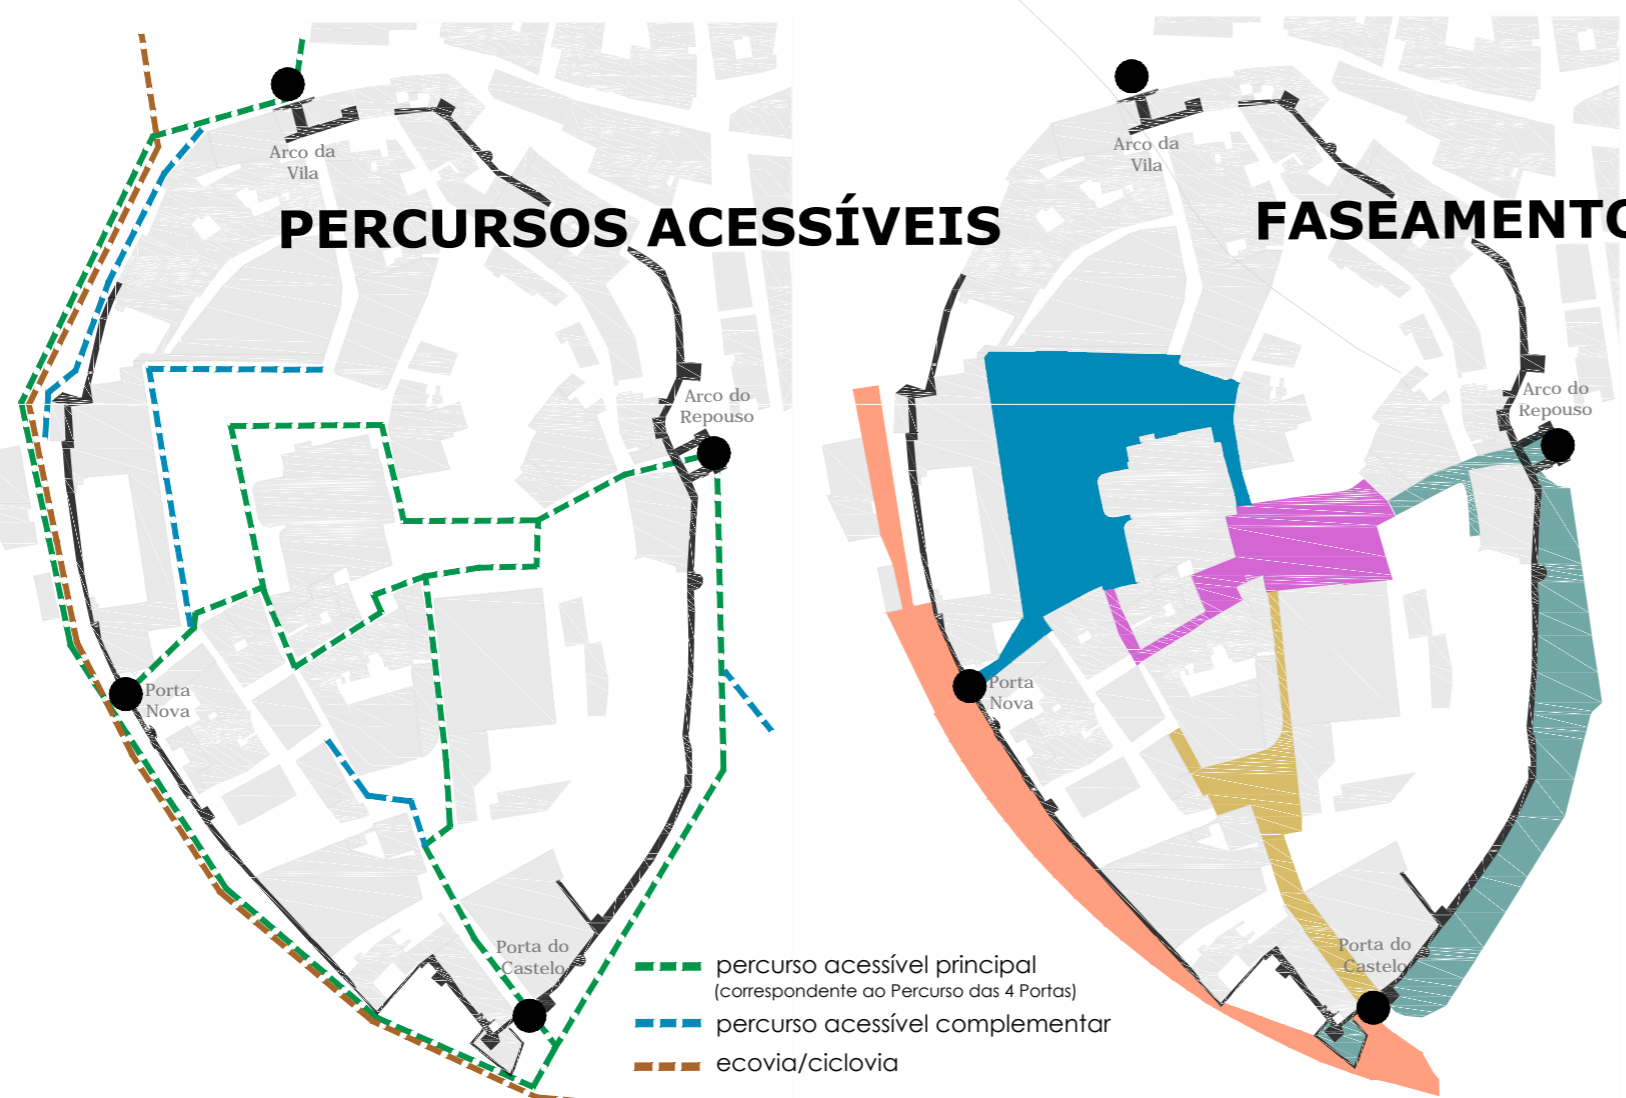 Arco da
Vila
PERCURSOS ACESSÍVEIS
Arco do
Repouso
Porta
Nova
Porta do
Castelo
percurso acessível principal
(correspondente ao Percurso das 4 Portas)
percurso acessível complementar
ecovia/ciclovia
Arco da
Vila
FASEAMENTO
Arco do
Repouso
Porta
Nova
Porta do
Castelo